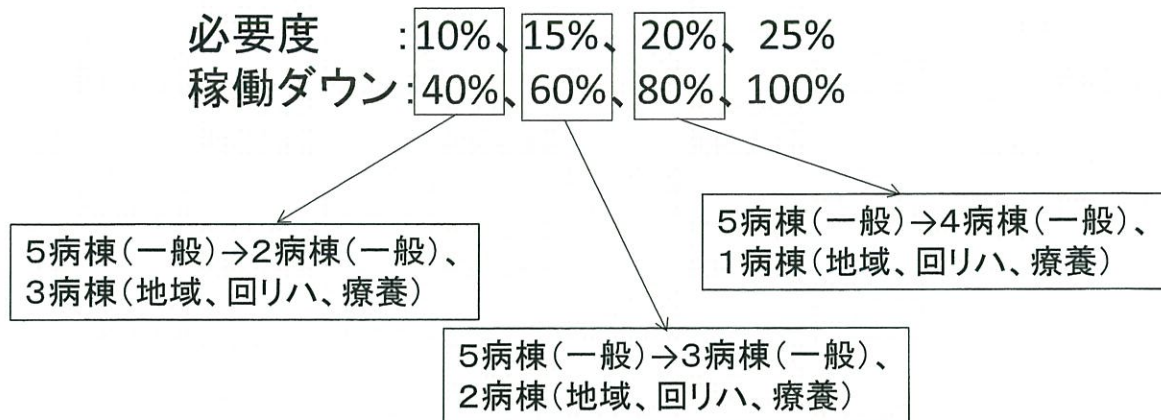 必要度 :10%、15%、20%、25%
稼働ダウン:40%、60%、80%、100%
5病棟(一般)→2病棟(一般)、
3病棟(地域、回リハ、療養)
5病棟(一般)→4病棟(一般)、
1病棟(地域、回リハ、療養)
5病棟(一般)→3病棟(一般)、
2病棟(地域、回リハ、療養)